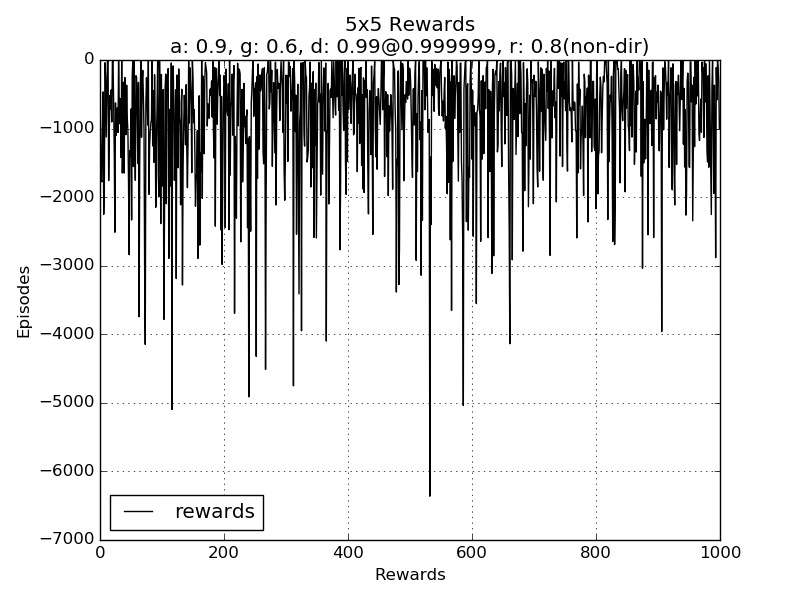 5x5 Rewards
a: 0.9, g: 0.6, d: 0.99@0.999999, r: 0.8(non-dir)
0
−1000
−2000
−3000
−4000
−5000
−6000
−7000
Episodes
rewards
0 200 400 600 800 1000
Rewards